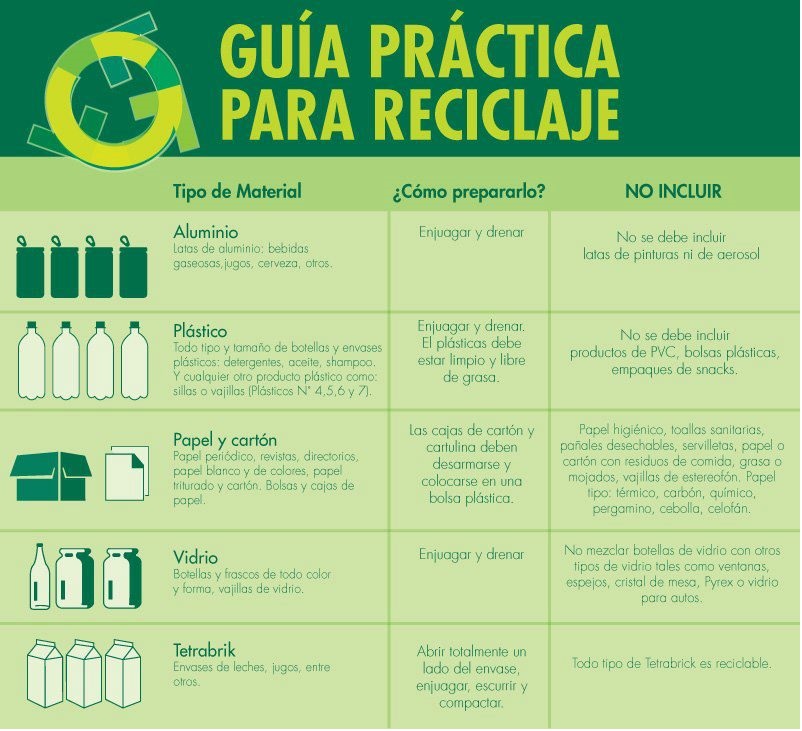 GUÍA PRÁCTICA
PARA RECICLAJE
Tipo de Material
¿Cómo prepararlo?
NO INCLUIR
Aluminio
Latas de aluminio: bebidas
gaseosas,jugos, cerveza, otros.
Enjuagar y drenar
No se debe incluir
latas de pinturas ni de aerosol
Plástico
Todo tipo y tamaño de botellas y envases
plásticos: detergentes, aceite, shampoo.
Y cualquier otro producto plástico como:
sillas o vajillas (Plásticos N° 4,5,6 y 7).
Enjuagar y drenar.
El plásticos debe
estar limpio y libre
de grasa.
No se debe incluir
productos de PVC, bolsas plásticas,
empaques de snacks.
Papel y cartón
Papel periódico, revistas, directorios,
papel blanco y de colores, papel
triturado y cartón. Bolsas y cajas de
papel.
Las cajas de cartón y
cartulina deben
desarmarse y
colocarse en una
bolsa plástica.
Papel higiénico, toallas sanitarias,
pañales desechables, servilletas, papel o
cartón con residuos de comida, grasa o
mojados, vajillas de estereofón. Papel
tipo: térmico, carbón, químico,
pergamino, cebolla, celofán.
Vidrio
Botellas y frascos de todo color
y forma, vajillas de vidrio.
Enjuagar y drenar
No mezclar botellas de vidrio con otros
tipos de vidrio tales como ventanas,
espejos, cristal de mesa, Pyrex o vidrio
para autos.
Tetrabrik
Envases de leches, jugos, entre
otros.
Abrir totalmente un
lado del envase,
enjuagar, escurrir y
compactar.
Todo tipo de Tetrabrick es reciclable.